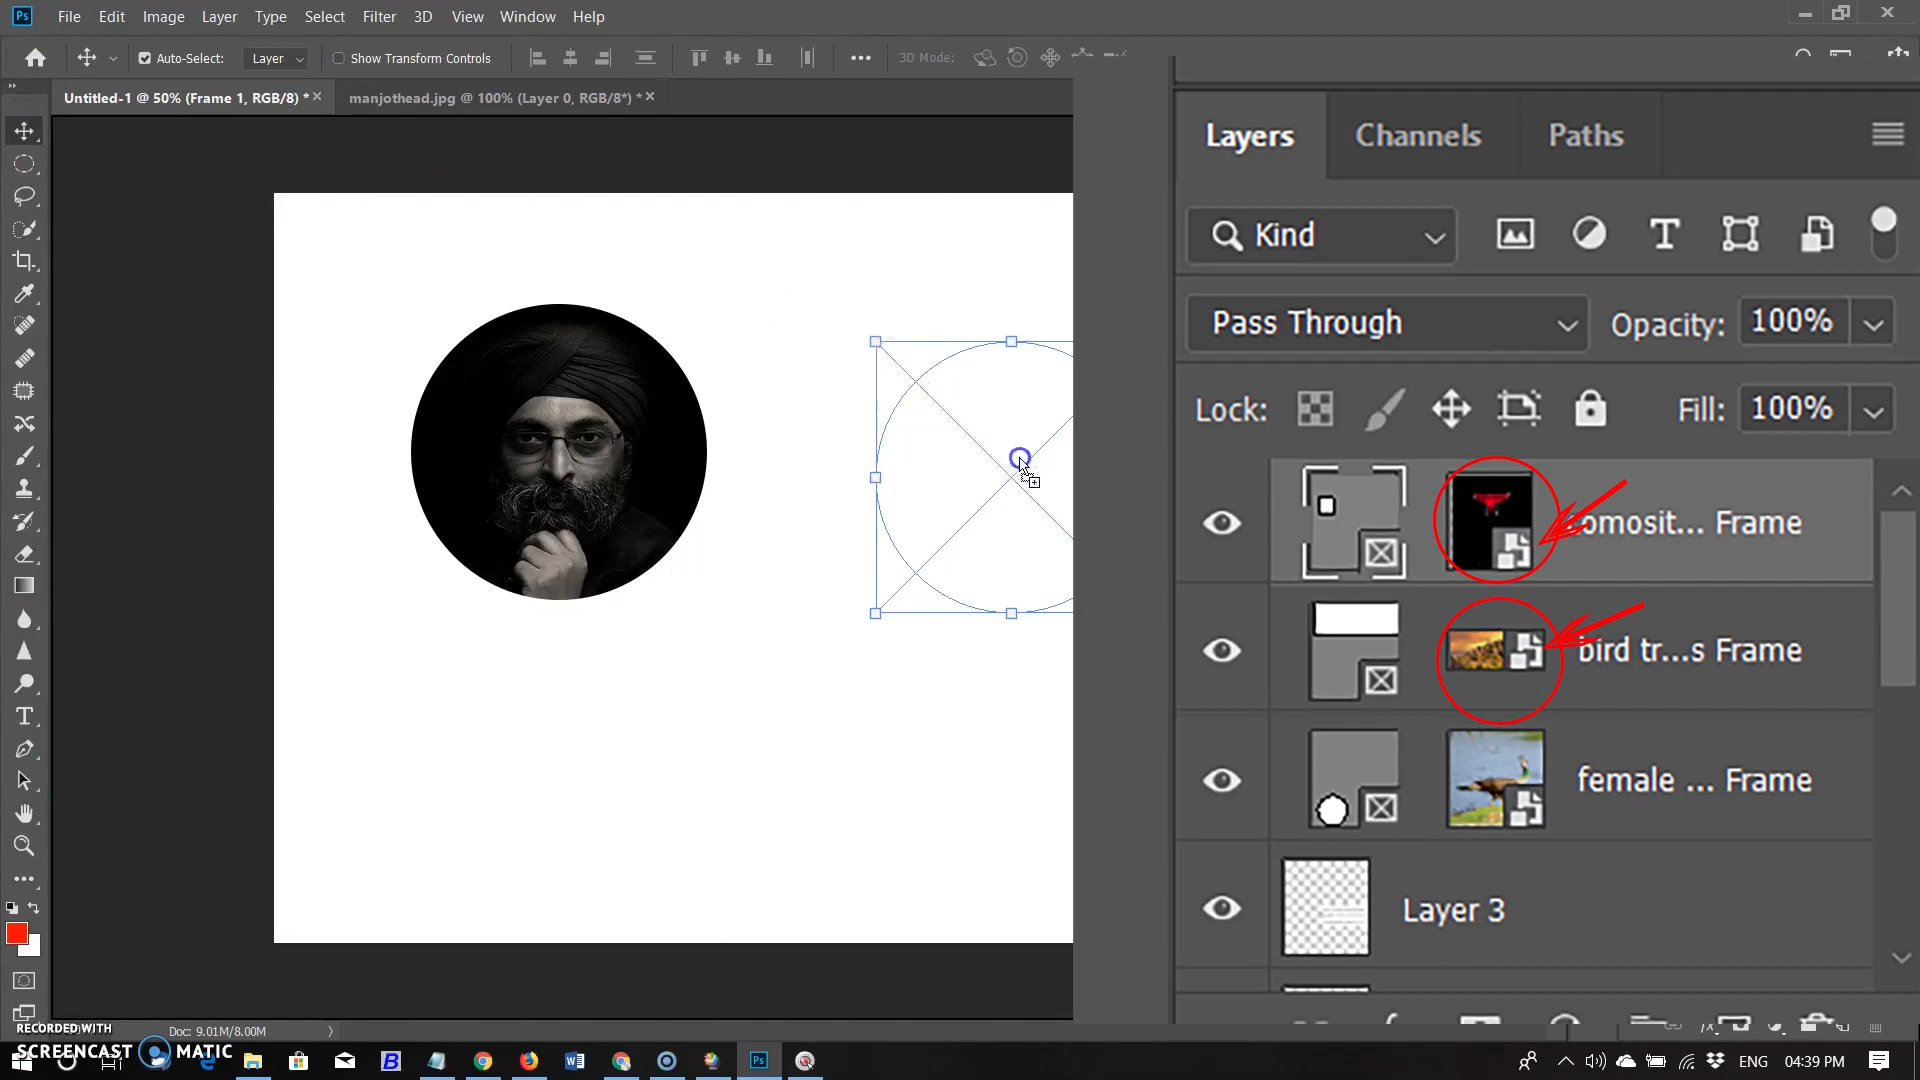 Ps File Edit Image Layer Type Select Filter 3D View Window Help
Auto-Select: Layer Show Transform Controls 3D Mode:
Untitled-1 @ 50% (Frame 1, RGB/8) * manjothead.jpg @ 100% (Layer 0, RGB/8*) *
Layers Channels Paths
Kind
Pass Through Opacity: 100%
Lock: Fill: 100%
omosit... Frame
bird tr...s Frame
female ... Frame
Layer 3
Doc: 9.01M/8.00M
RECORDED WITH
SCREENCAST MATIC
Ps
ENG 04:39 PM